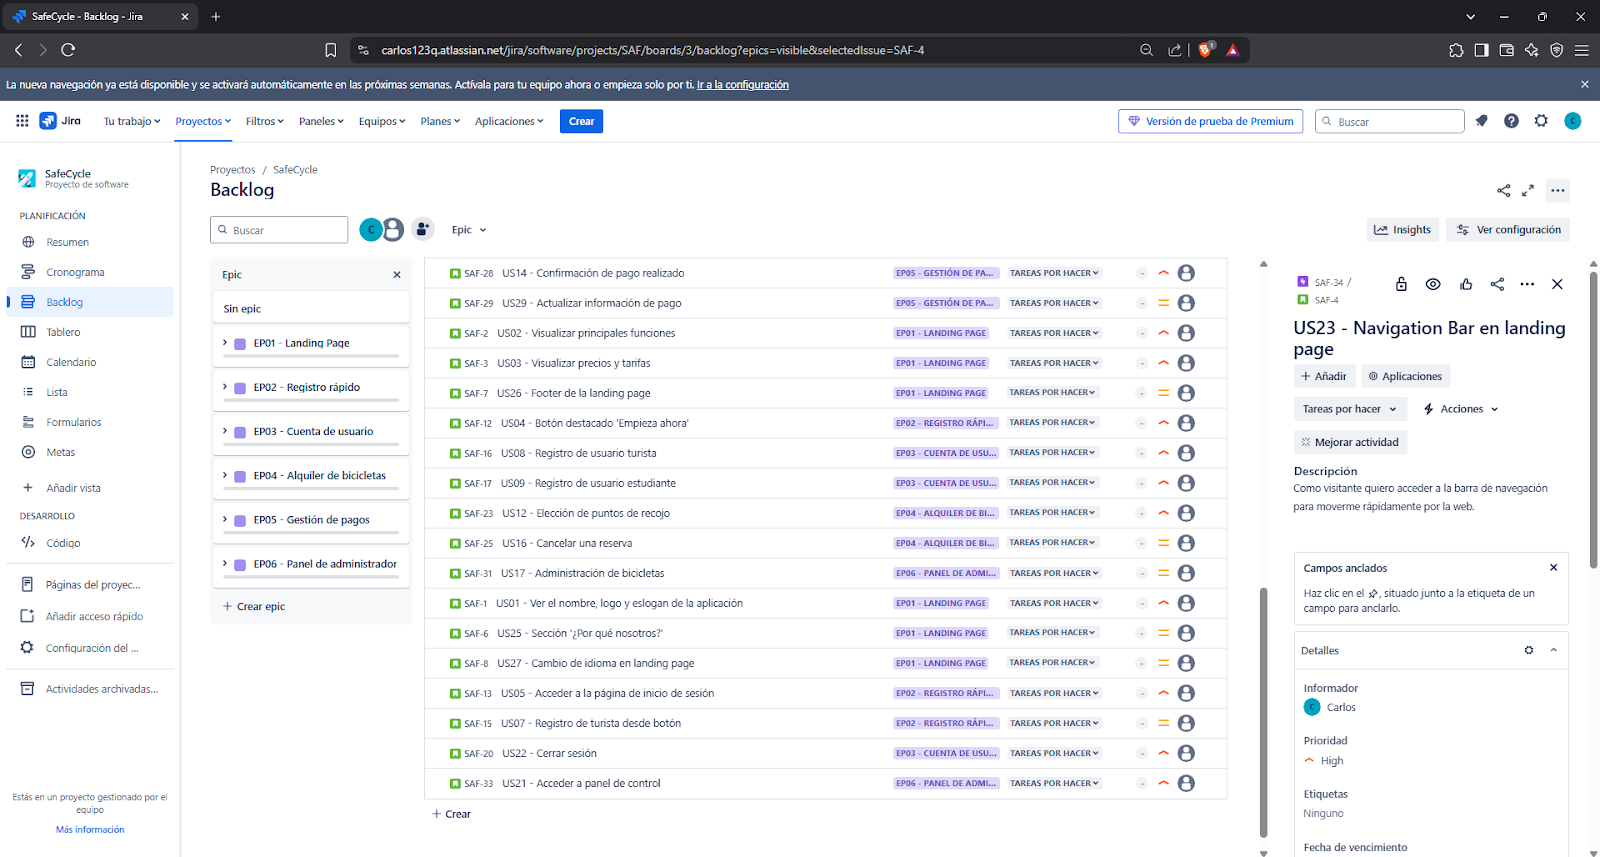 SafeCycle - Backlog - Jira
carlos123q.atlassian.net/jira/software/projects/SAF/boards/3/backlog?epics=visible&selectedIssue=SAF-4
1
La nueva navegación ya está disponible y se activará automáticamente en las próximas semanas. Actívala para tu equipo ahora o empieza solo por ti. Ir a la configuración
Jira
Tu trabajo
Proyectos
Filtros
Paneles
Equipos
Planes
Aplicaciones
Crear
Versión de prueba de Premium
Buscar
C
SafeCycle
Proyecto de software
PLANIFICACIÓN
Resumen
Cronograma
Backlog
Tablero
Calendario
Lista
Formularios
Metas
Añadir vista
DESARROLLO
Código
Páginas del proyec...
Añadir acceso rápido
Configuración del ...
Actividades archivadas...
Estás en un proyecto gestionado por el
equipo
Más información
Proyectos / SafeCycle
Backlog
Buscar
C
Epic
Insights
Ver configuración
Epic
Sin epic
EP01 - Landing Page
EP02 - Registro rápido
EP03 - Cuenta de usuario
EP04 - Alquiler de bicicletas
EP05 - Gestión de pagos
EP06 - Panel de administrador
+ Crear epic
SAF-28 US14 - Confirmación de pago realizado EP05 - GESTIÓN DE PA... TAREAS POR HACER -
SAF-29 US29 - Actualizar información de pago EP05 - GESTIÓN DE PA... TAREAS POR HACER -
SAF-2 US02 - Visualizar principales funciones EP01 - LANDING PAGE TAREAS POR HACER -
SAF-3 US03 - Visualizar precios y tarifas EP01 - LANDING PAGE TAREAS POR HACER -
SAF-7 US26 - Footer de la landing page EP01 - LANDING PAGE TAREAS POR HACER -
SAF-12 US04 - Botón destacado 'Empieza ahora' EP02 - REGISTRO RÁPI... TAREAS POR HACER -
SAF-16 US08 - Registro de usuario turista EP03 - CUENTA DE USU... TAREAS POR HACER -
SAF-17 US09 - Registro de usuario estudiante EP03 - CUENTA DE USU... TAREAS POR HACER -
SAF-23 US12 - Elección de puntos de recojo EP04 - ALQUILER DE BI... TAREAS POR HACER -
SAF-25 US16 - Cancelar una reserva EP04 - ALQUILER DE BI... TAREAS POR HACER -
SAF-31 US17 - Administración de bicicletas EP06 - PANEL DE ADMI... TAREAS POR HACER -
SAF-1 US01 - Ver el nombre, logo y eslogan de la aplicación EP01 - LANDING PAGE TAREAS POR HACER -
SAF-6 US25 - Sección '¿Por qué nosotros?' EP01 - LANDING PAGE TAREAS POR HACER -
SAF-8 US27 - Cambio de idioma en landing page EP01 - LANDING PAGE TAREAS POR HACER -
SAF-13 US05 - Acceder a la página de inicio de sesión EP02 - REGISTRO RÁPI... TAREAS POR HACER -
SAF-15 US07 - Registro de turista desde botón EP02 - REGISTRO RÁPI... TAREAS POR HACER -
SAF-20 US22 - Cerrar sesión EP03 - CUENTA DE USU... TAREAS POR HACER -
SAF-33 US21 - Acceder a panel de control EP06 - PANEL DE ADMI... TAREAS POR HACER -
+ Crear
SAF-34 /
SAF-4
US23 - Navigation Bar en landing
page
+ Añadir
Aplicaciones
Tareas por hacer
Acciones
Mejorar actividad
Descripción
Como visitante quiero acceder a la barra de navegación
para moverme rápidamente por la web.
Campos anclados
Haz clic en el , situado junto a la etiqueta de un
campo para anclarlo.
Detalles
Informador
C Carlos
Prioridad
High
Etiquetas
Ninguno
Fecha de vencimiento